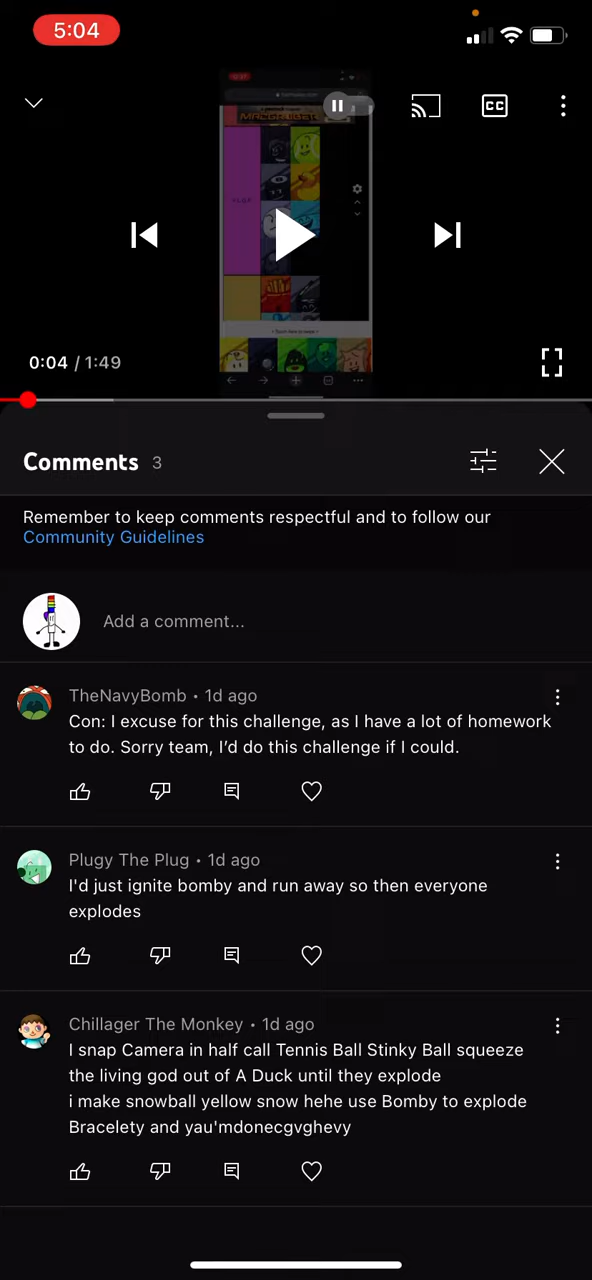 5:04
CC
0:04 / 1:49
Comments 3
Remember to keep comments respectful and to follow our
Community Guidelines
Add a comment...
TheNavyBomb • 1d ago
Con: I excuse for this challenge, as I have a lot of homework
to do. Sorry team, I'd do this challenge if I could.
Plugy The Plug • 1d ago
I'd just ignite bomby and run away so then everyone
explodes
Chillager The Monkey • 1d ago
I snap Camera in half call Tennis Ball Stinky Ball squeeze
the living god out of A Duck until they explode
i make snowball yellow snow hehe use Bomby to explode
Bracelety and yau'mdonecgvghevy